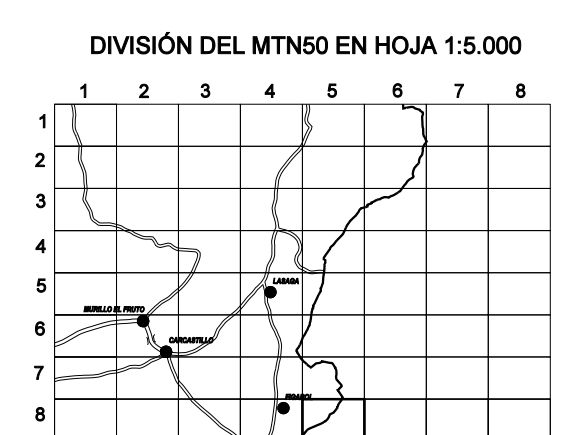 DIVISIÓN DEL MTN50 EN HOJA 1:5.000
1 2 3 4 5 6 7 8
1
2
3
4
5
LASAGA
MURILLO EL FRUTO
6
CARCASTILLO
7
FIGAROL
8